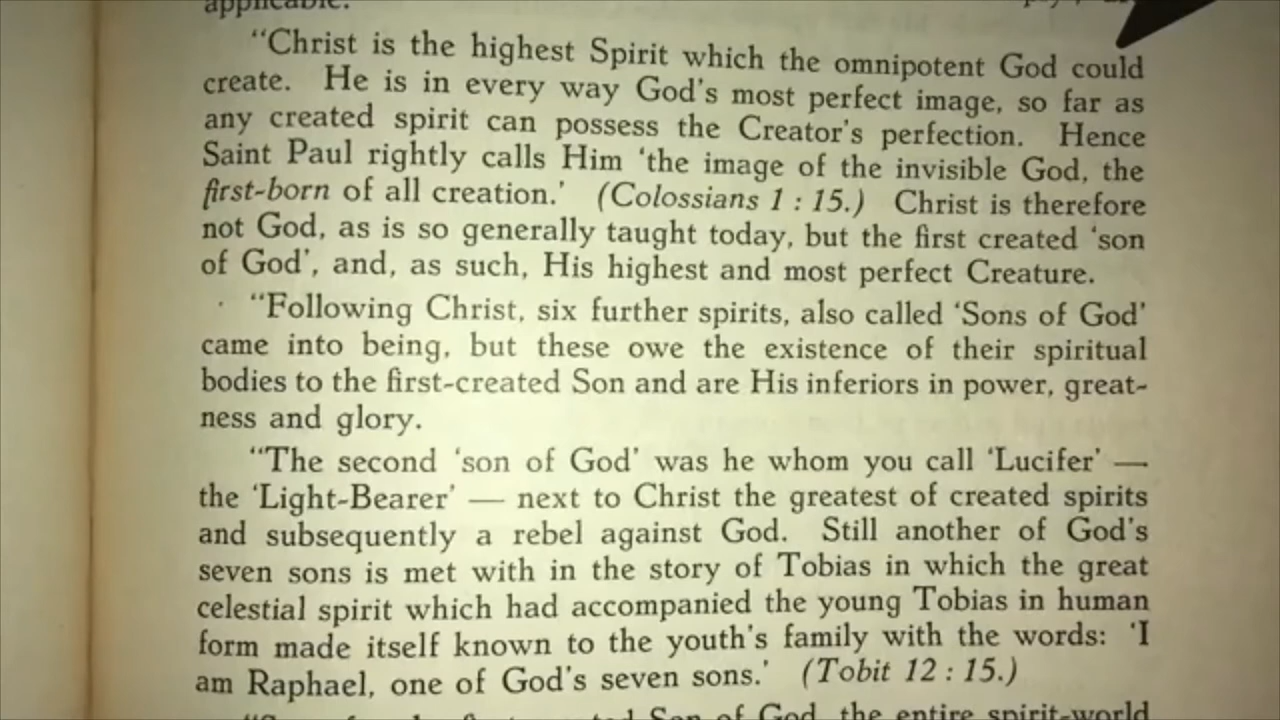 applicable.
"Christ is the highest Spirit which the omnipotent God could
create. He is in every way God's most perfect image, so far as
any created spirit can possess the Creator's perfection. Hence
Saint Paul rightly calls Him 'the image of the invisible God, the
first-born of all creation.' (Colossians 1 : 15.) Christ is therefore
not God, as is so generally taught today, but the first created 'son
of God', and, as such, His highest and most perfect Creature.
"Following Christ, six further spirits, also called 'Sons of God'
came into being, but these owe the existence of their spiritual
bodies to the first-created Son and are His inferiors in power, great-
ness and glory.
"The second 'son of God' was he whom you call 'Lucifer' —
the 'Light-Bearer' — next to Christ the greatest of created spirits
and subsequently a rebel against God. Still another of God's
seven sons is met with in the story of Tobias in which the great
celestial spirit which had accompanied the young Tobias in human
form made itself known to the youth's family with the words: 'I
am Raphael, one of God's seven sons.' (Tobit 12 : 15.)
Son of God, the entire spirit-world